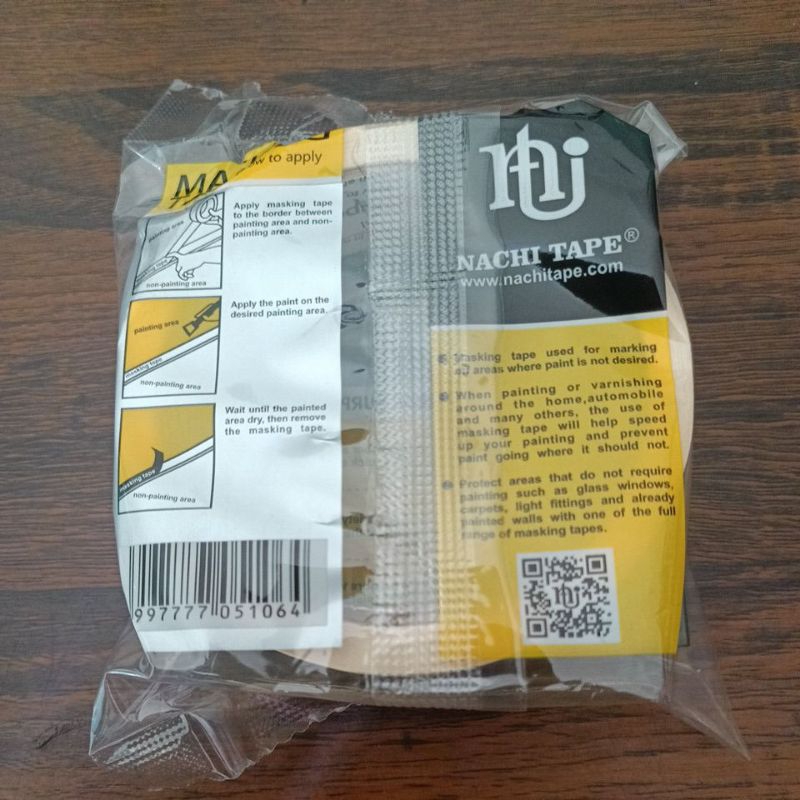 MA
w to apply
painting area
masking tape
non-painting area
Apply masking tape
to the border between
painting area and non-
painting area.
painting area
masking tape
non-painting area
Apply the paint on the
desired painting area.
masking tape
non-painting area
Wait until the painted
area dry, then remove
the masking tape.
997777 051064
NACHI TAPE®
www.nachitape.com
Masking tape used for marking
areas where paint is not desired.
When painting or varnishing
around the home,automobile
and many others, the use of
masking tape will help speed
up your painting and prevent
paint going where it should not.
Protect areas that do not require
painting such as glass windows,
carpets, light fittings and already
painted walls with one of the full
range of masking tapes.